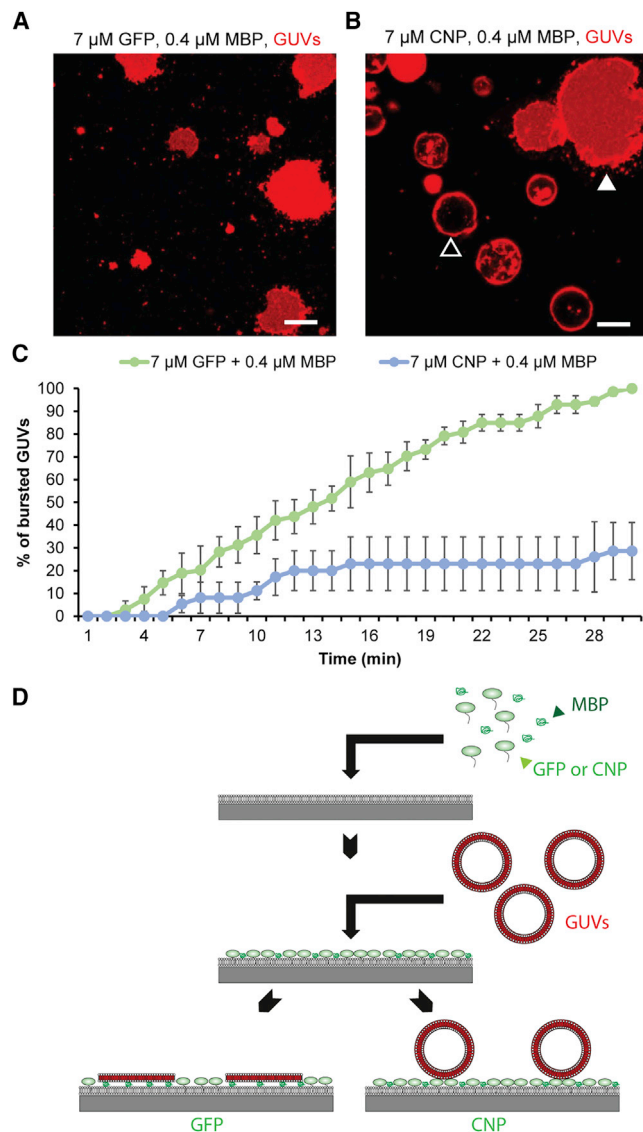 A
7 µM GFP, 0.4 µM MBP, GUVs
B
7 µM CNP, 0.4 µM MBP, GUVs
C
7 µM GFP + 0.4 µM MBP
7 µM CNP + 0.4 µM MBP
% of bursted GUVs
100
90
80
70
60
50
40
30
20
10
0
1 4 7 10 13 16 19 22 25 28
Time (min)
D
MBP
GFP or CNP
GUVs
GFP
CNP